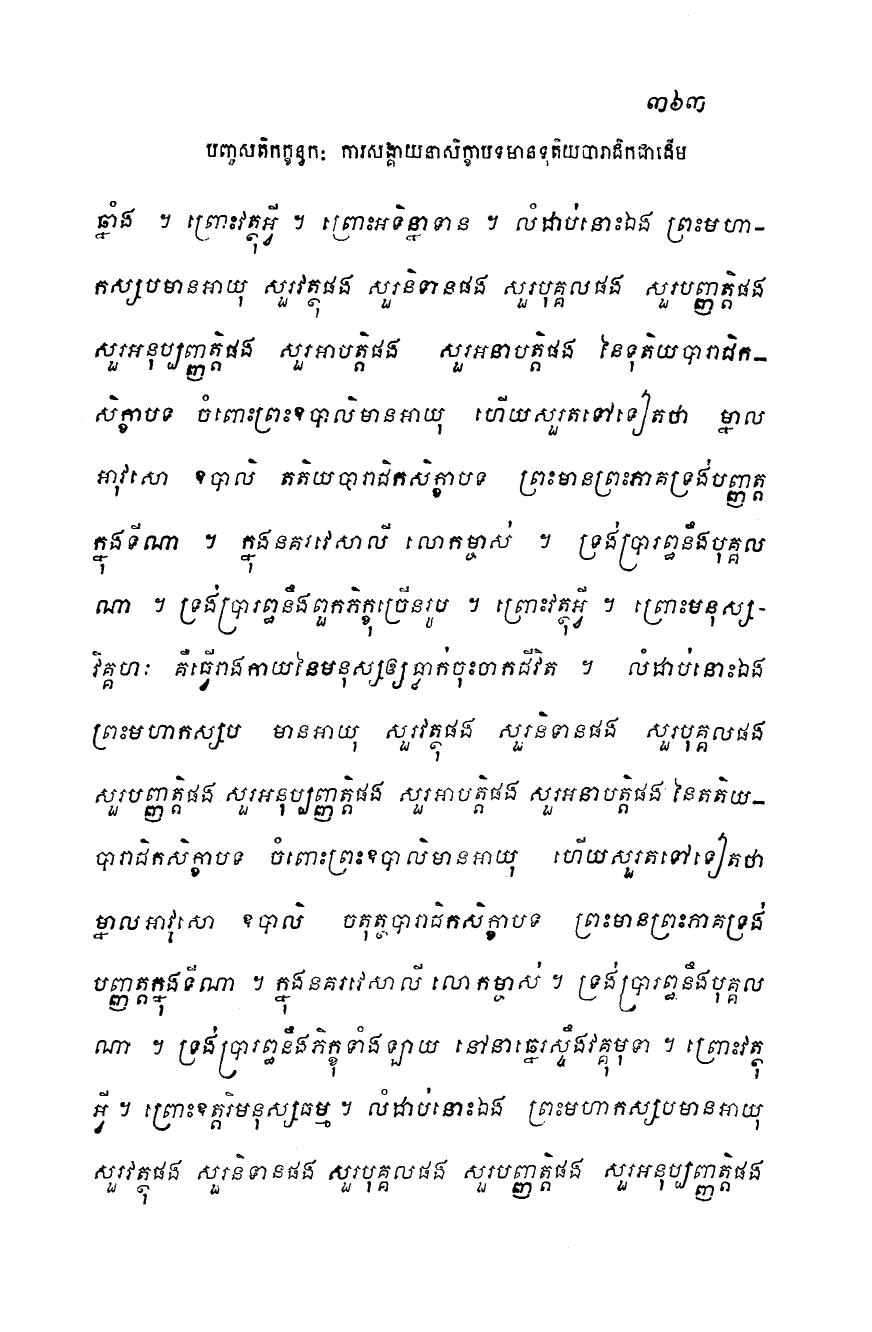 ៣៦៣
បញ្ចសតិកក្ខន្ធក: ការសង្គាយនាសិក្ខាបទមានទុតិយបារាជិកជាដើម
ធ្នាំង ។ ព្រោះវត្ថុអ្វី ។ ព្រោះអទិន្នាទាន ។ លំដាប់នោះឯង ព្រះមហា-
កស្សបមានអាយុ សួរវត្ថុផង សួរនិទានផង សួរបុគ្គលផង សួរបញ្ញត្តិផង
សួរអនុប្បញ្ញត្តិផង សួរអាបត្តិផង សួរអនាបត្តិផង នៃទុតិយបារាជិក-
សិក្ខាបទ ចំពោះព្រះឧបាលិមានអាយុ ហើយសួរតទៅទៀតថា ម្នាល
អាវុសោ ឧបាលិ តតិយបារាជិកសិក្ខាបទ ព្រះមានព្រះភាគទ្រង់បញ្ញត្ត
ក្នុងទីណា ។ ក្នុងនគរវេសាលី លោកម្ចាស់ ។ ទ្រង់ប្រារព្ធនឹងបុគ្គល
ណា ។ ទ្រង់ប្រារព្ធនឹងពួកភិក្ខុច្រើនរូប ។ ព្រោះវត្ថុអ្វី ។ ព្រោះមនុស្ស-
វិគ្គហៈ គឺធ្វើរាងកាយនៃមនុស្សឲ្យធ្លាក់ចុះចាកជីវិត ។ លំដាប់នោះឯង
ព្រះមហាកស្សប មានអាយុ សួរវត្ថុផង សួរនិទានផង សួរបុគ្គលផង
សួរបញ្ញត្តិផង សួរអនុប្បញ្ញត្តិផង សួរអាបត្តិផង សួរអនាបត្តិផង នៃតតិយ-
បារាជិកសិក្ខាបទ ចំពោះព្រះឧបាលិមានអាយុ ហើយសួរតទៅទៀតថា
ម្នាលអាវុសោ ឧបាលិ ចតុត្ថបារាជិកសិក្ខាបទ ព្រះមានព្រះភាគទ្រង់
បញ្ញត្តក្នុងទីណា ។ ក្នុងនគរវេសាលី លោកម្ចាស់ ។ ទ្រង់ប្រារព្ធនឹងបុគ្គល
ណា ។ ទ្រង់ប្រារព្ធនឹងភិក្ខុទាំងឡាយ នៅនាឆ្នេរស្ទឹងវគ្គុមុទា ។ ព្រោះវត្ថុ
អ្វី ។ ព្រោះឧត្តរិមនុស្សធម្ម ។ លំដាប់នោះឯង ព្រះមហាកស្សបមានអាយុ
សួរវត្ថុផង សួរនិទានផង សួរបុគ្គលផង សួរបញ្ញត្តិផង សួរអនុប្បញ្ញត្តិផង